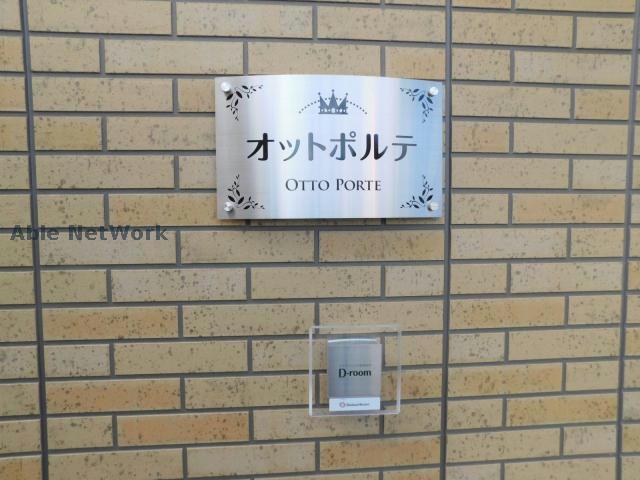 オットポルテ
OTTO PORTE
Able NetWork
D-room